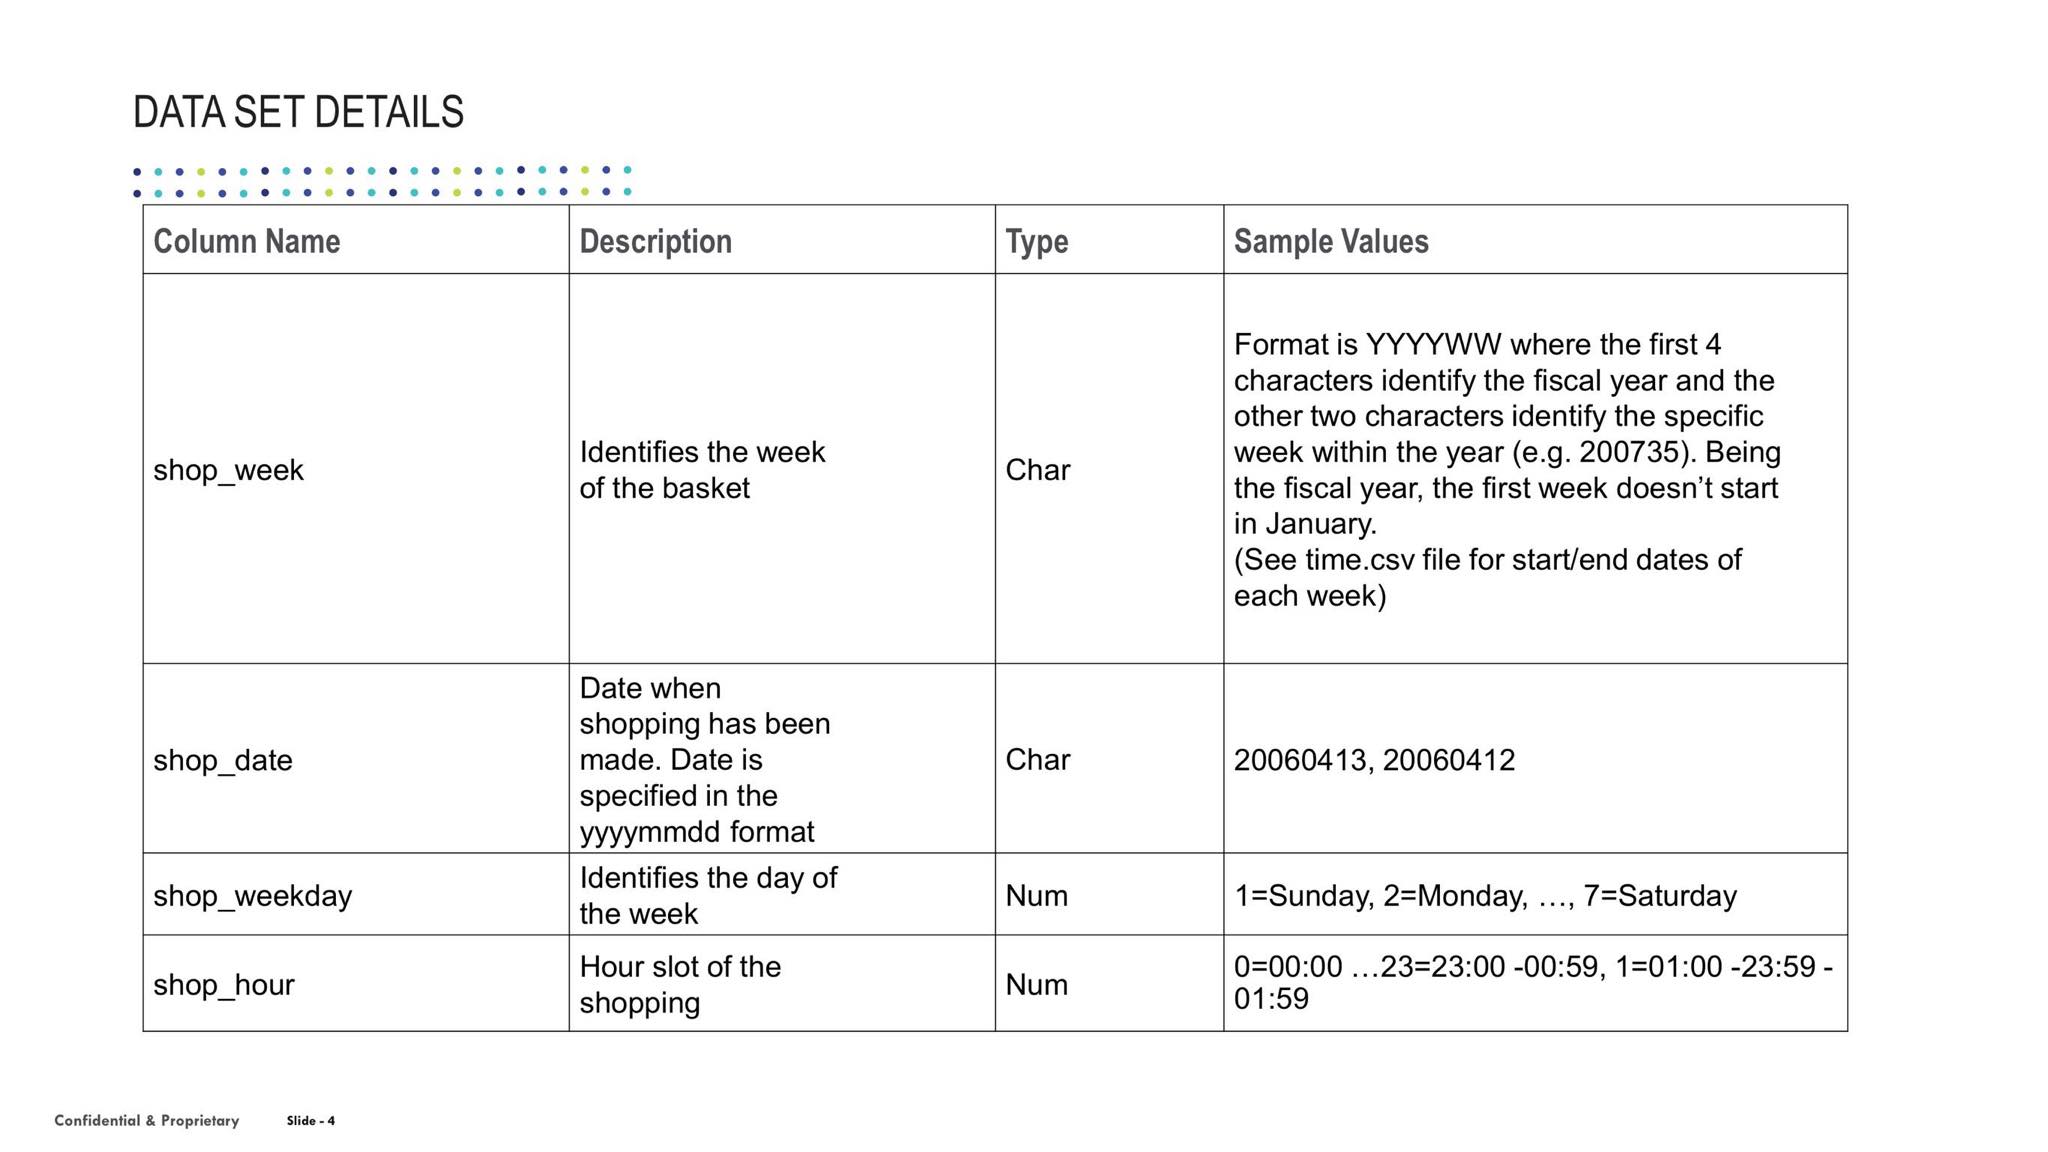 DATA SET DETAILS
Column Name
Description
Type
Sample Values
shop_week
Identifies the week
of the basket
Char
Format is YYYYWW where the first 4
characters identify the fiscal year and the
other two characters identify the specific
week within the year (e.g. 200735). Being
the fiscal year, the first week doesn’t start
in January.
(See time.csv file for start/end dates of
each week)
shop_date
Date when
shopping has been
made. Date is
specified in the
yyyymmdd format
Char
20060413, 20060412
shop_weekday
Identifies the day of
the week
Num
1=Sunday, 2=Monday, …, 7=Saturday
shop_hour
Hour slot of the
shopping
Num
0=00:00 …23=23:00 -00:59, 1=01:00 -23:59 -
01:59
Confidential & Proprietary
Slide - 4